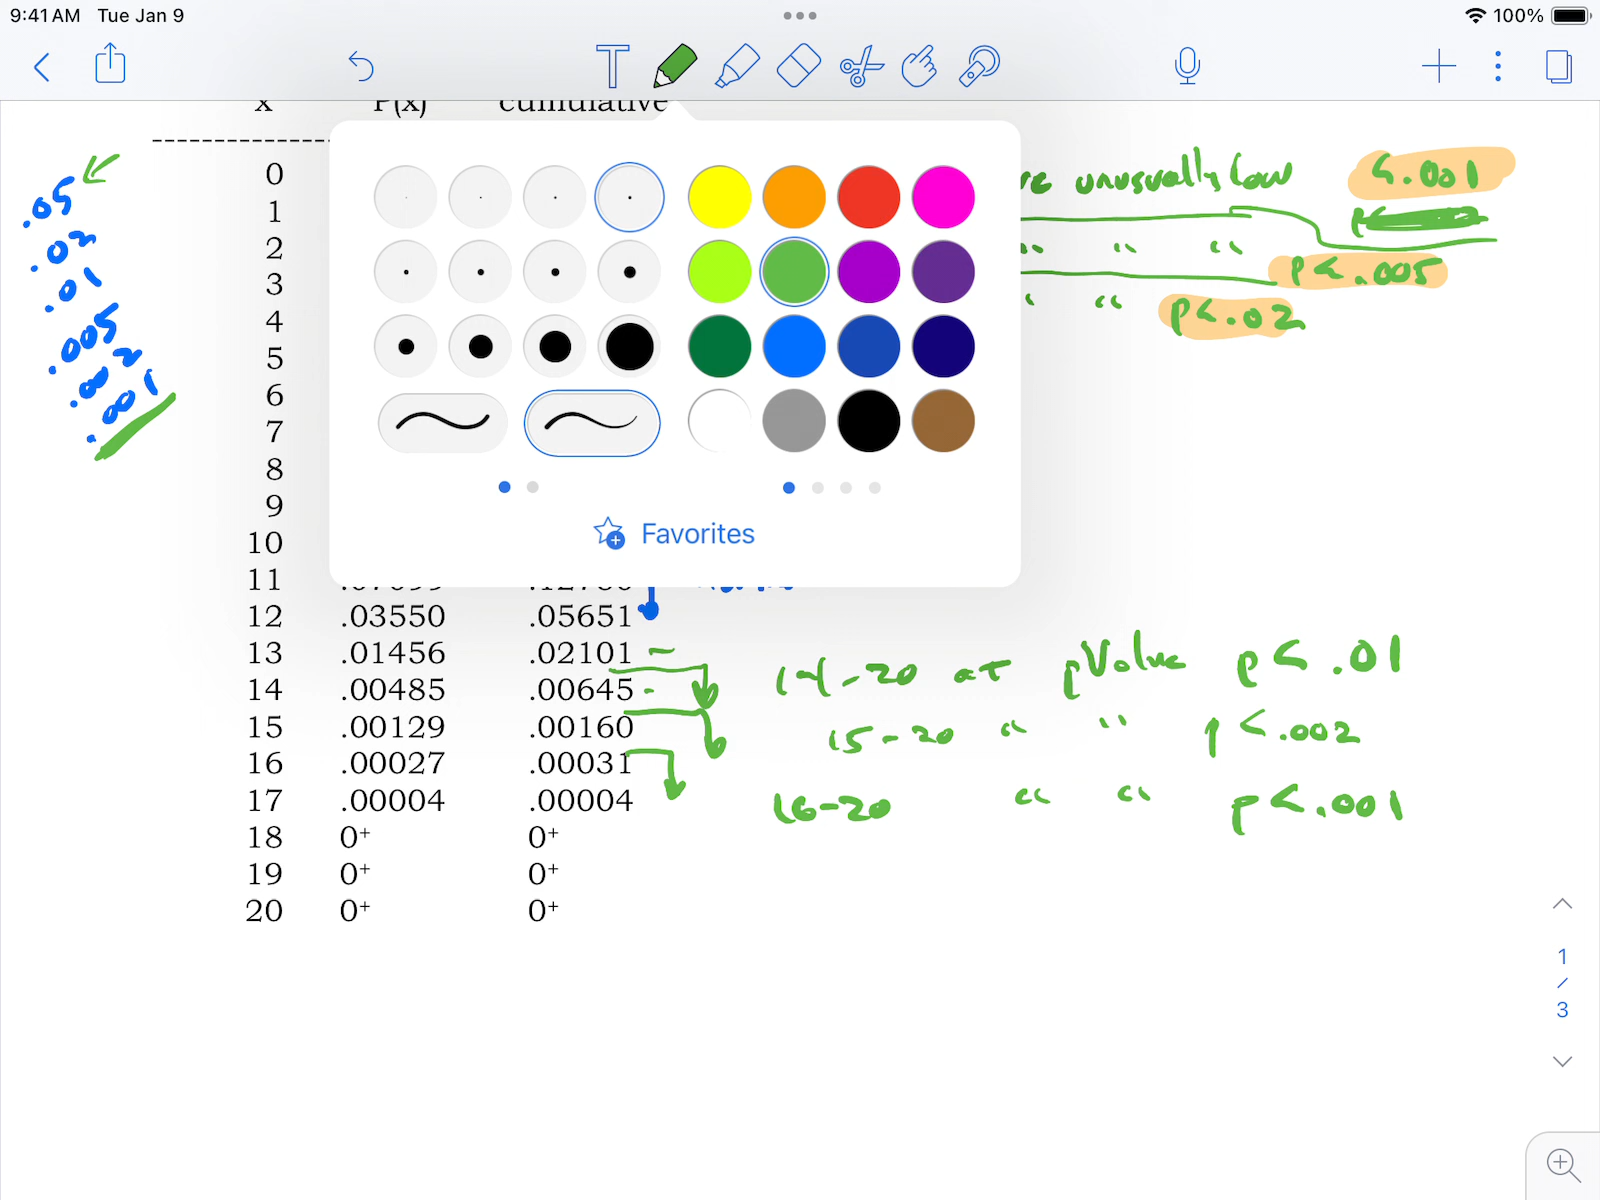 9:41 AM Tue Jan 9
100%
x P(x) cumulative
------------
0
1
2
3
4
5
6
7
8
9
10
11
12 .03550 .05651
13 .01456 .02101
14 .00485 .00645
15 .00129 .00160
16 .00027 .00031
17 .00004 .00004
18 0+ 0+
19 0+ 0+
20 0+ 0+
.05
.02
.01
.005
.002
.001
unusually low <.001
" " p<.005
" p<.02
14-20 at pValue p<.01
15-20 " " p<.002
16-20 " " p<.001
Favorites
1
/
3